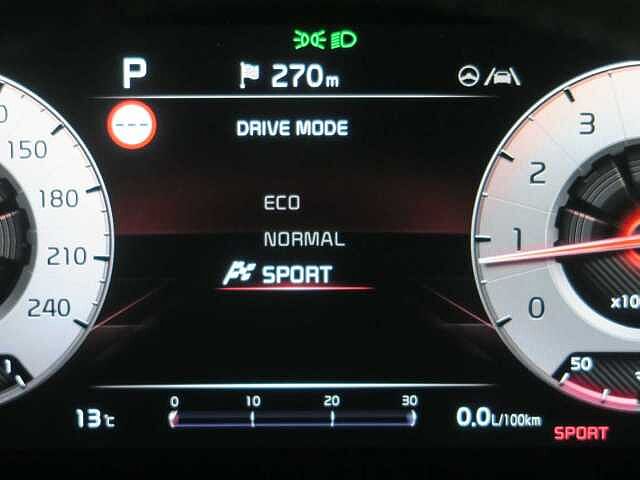 P
270m
---
DRIVE MODE
ECO
NORMAL
SPORT
150
180
210
240
3
2
1
0
x10
50
1
0 10 20 30
13°C
0.0L/100km
SPORT